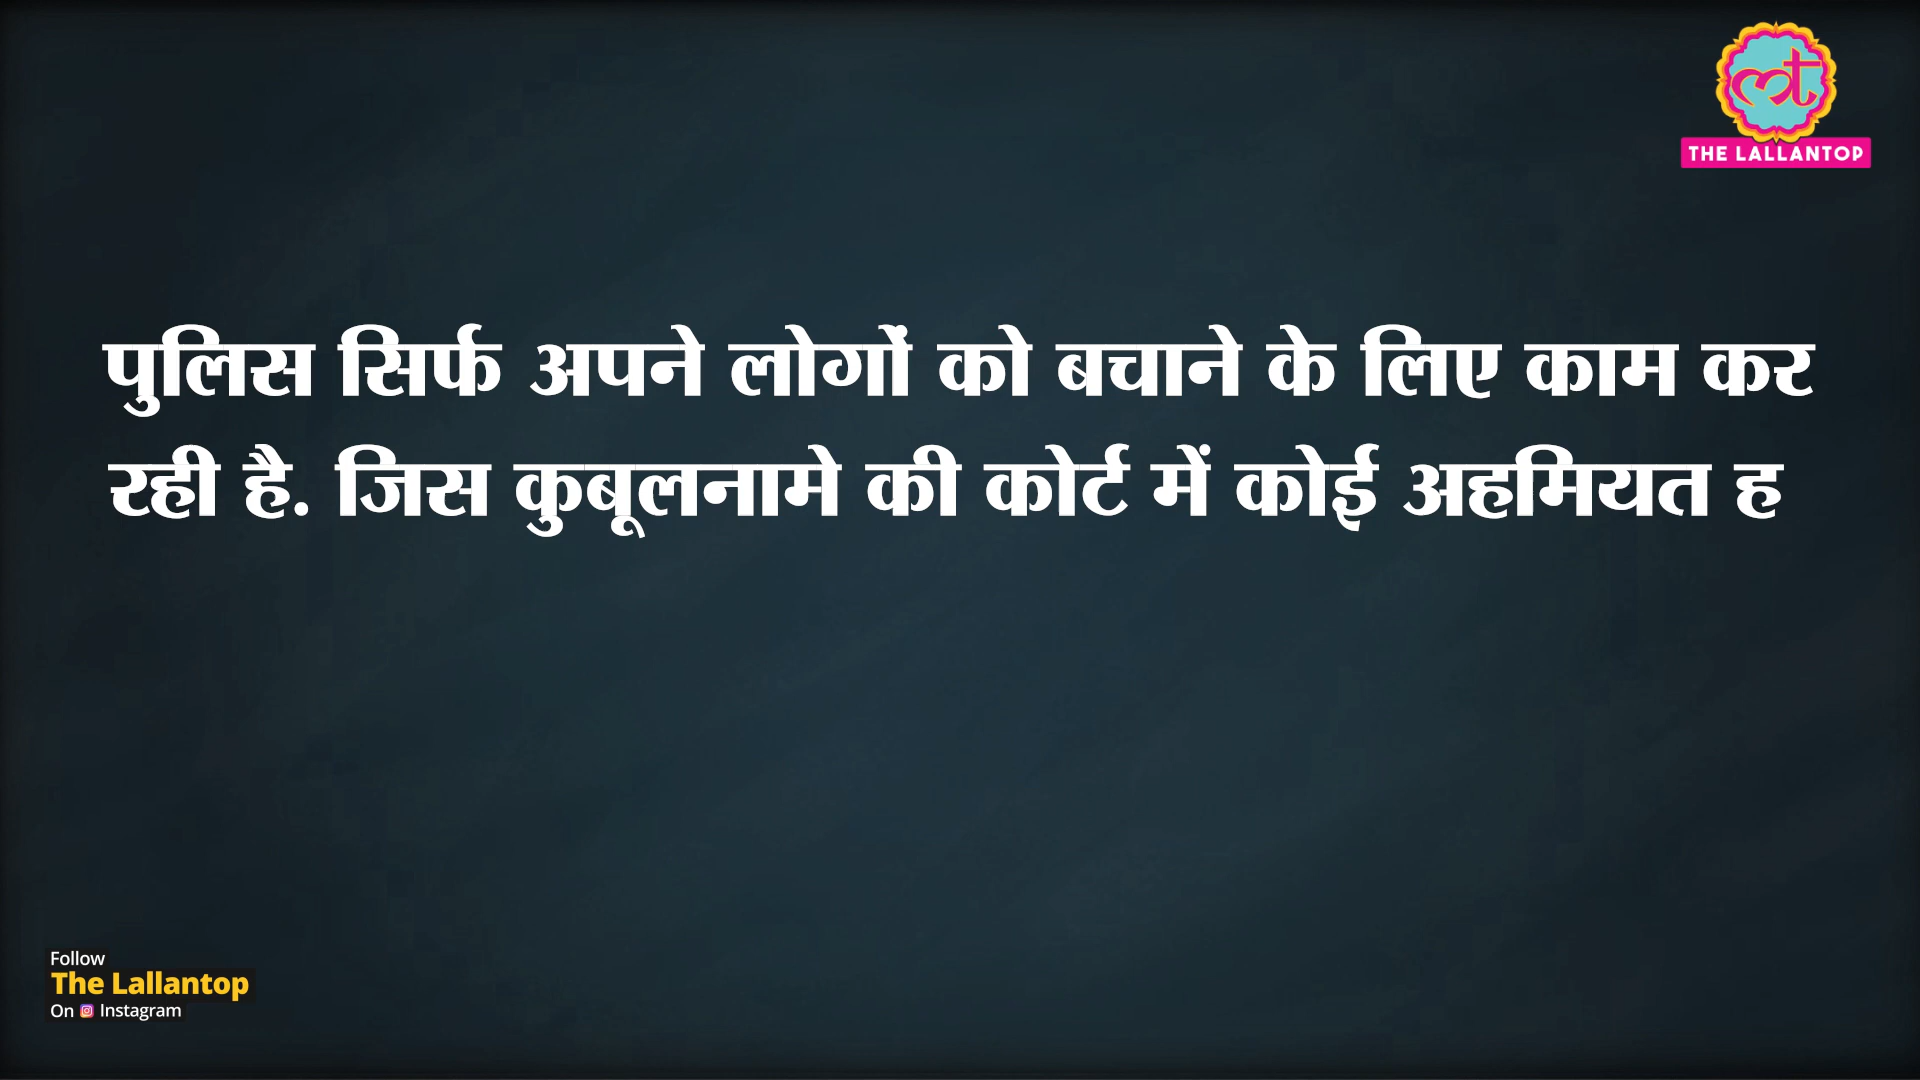 THE LALLANTOP
पुलिस सिर्फ अपने लोगों को बचाने के लिए काम कर
रही है. जिस कुबूलनामे की कोर्ट में कोई अहमियत ह
Follow
The Lallantop
On Instagram